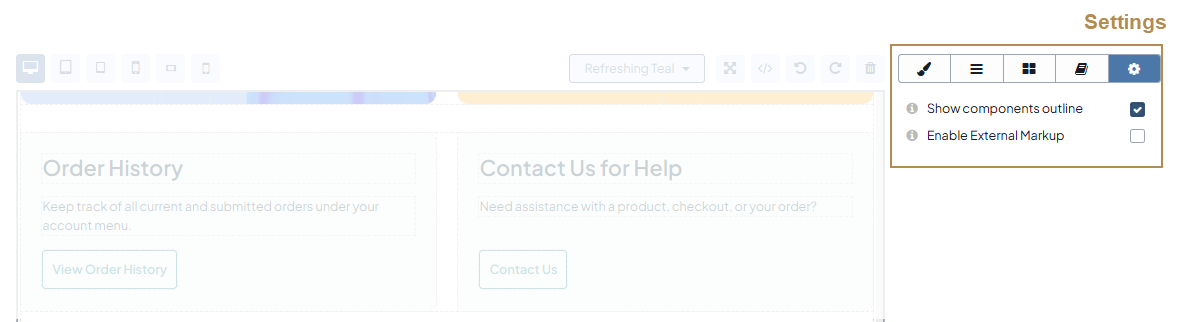 Settings
Refreshing Teal
Show components outline
Enable External Markup
Order History
Keep track of all current and submitted orders under your
account menu.
View Order History
Contact Us for Help
Need assistance with a product, checkout, or your order?
Contact Us